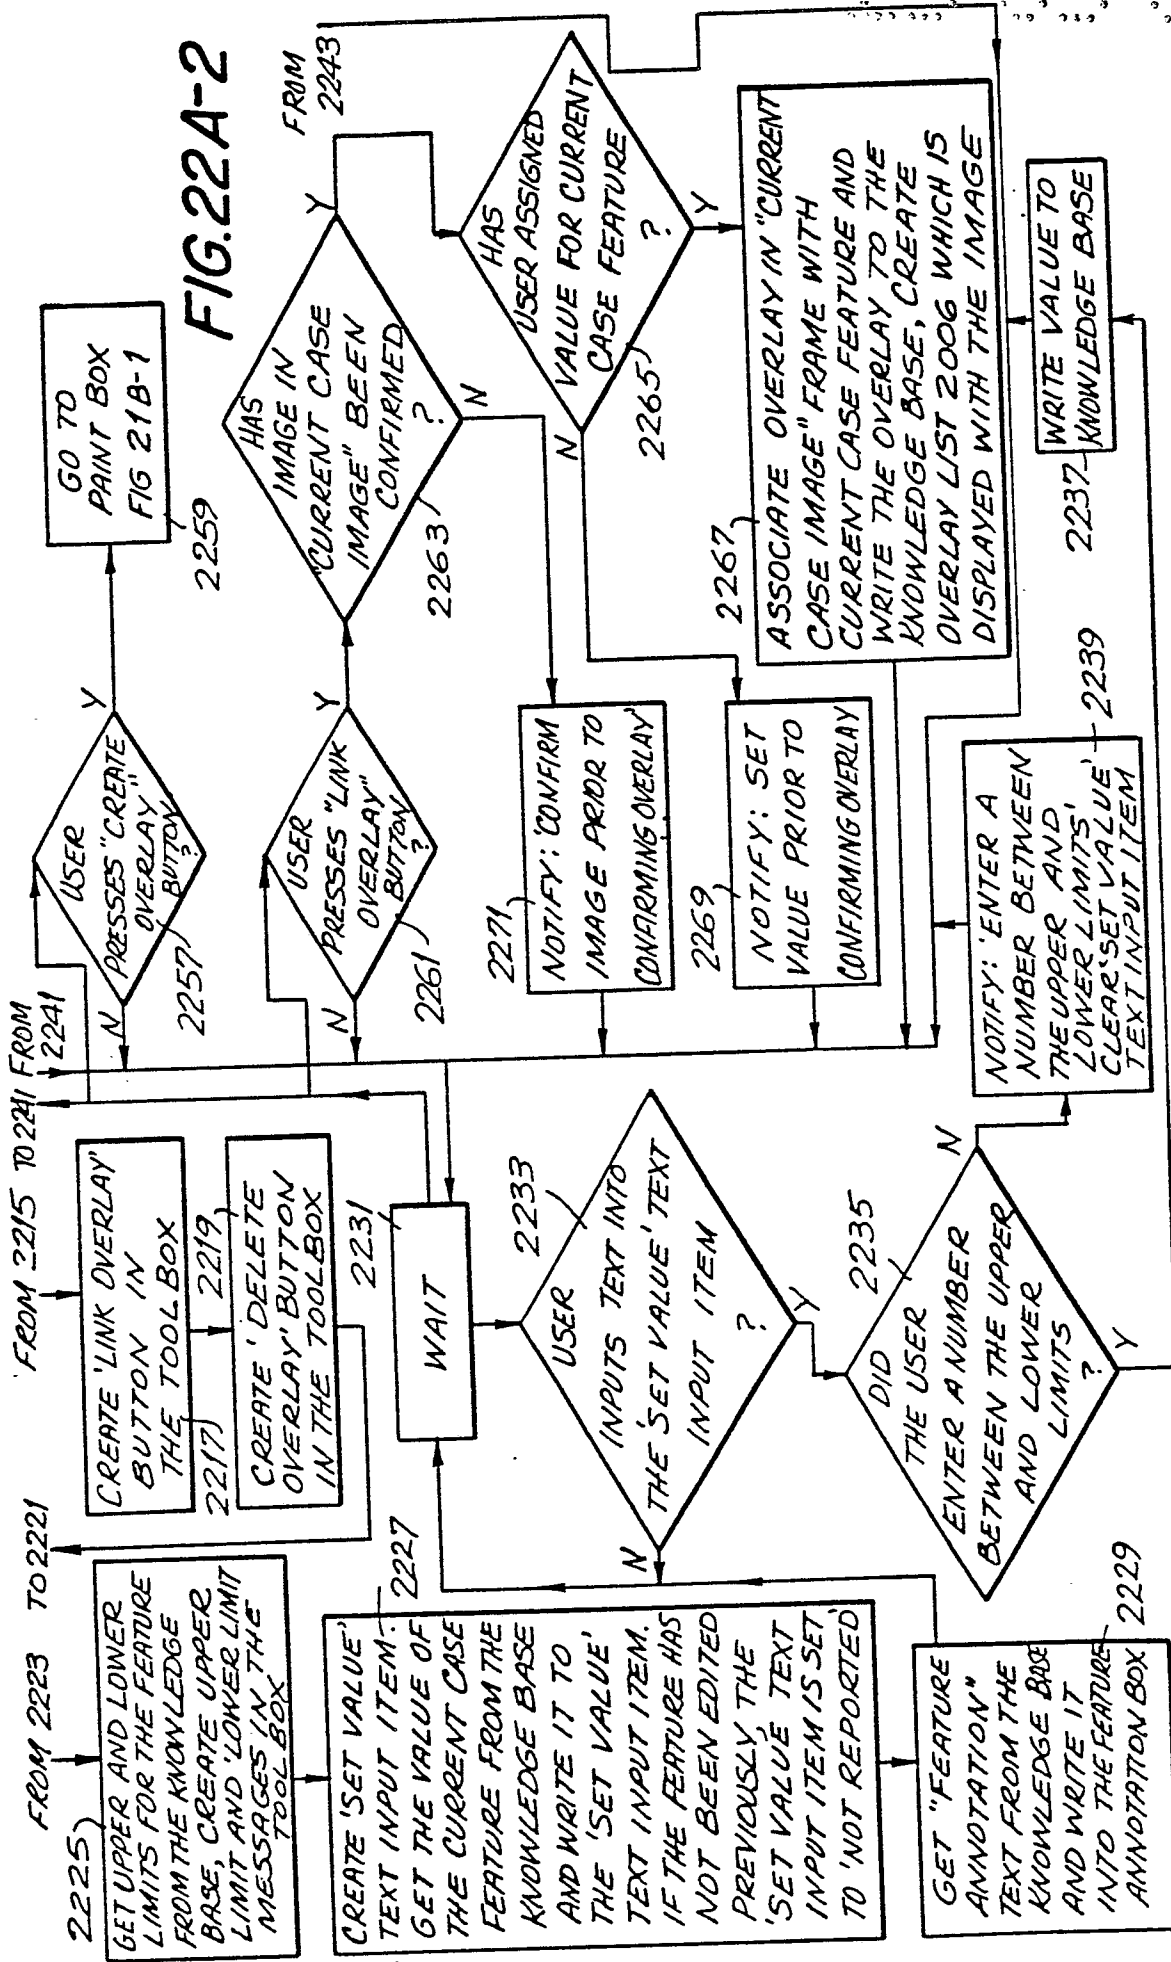 FIG.22A-2
FROM 2223
TO 2221
FROM 2215
TO 2241
FROM
2241
FROM
2243
2225
GET UPPER AND LOWER
LIMITS FOR THE FEATURE
FROM THE KNOWLEDGE
BASE, CREATE UPPER
LIMIT AND 'LOWER LIMIT
MESSAGES IN THE
TOOL BOX
CREATE 'SET VALUE'
TEXT INPUT ITEM.
GET THE VALUE OF
THE CURRENT CASE
FEATURE FROM THE
KNOWLEDGE BASE
AND WRITE IT TO
THE 'SET VALUE'
TEXT INPUT ITEM.
IF THE FEATURE HAS
NOT BEEN EDITED
PREVIOUSLY THE
'SET VALUE TEXT
INPUT ITEM IS SET
TO 'NOT REPORTED'
2227
GET "FEATURE
ANNOTATION"
TEXT FROM THE
KNOWLEDGE BASE
AND WRITE IT
INTO THE FEATURE
ANNOTATION BOX
2229
CREATE 'LINK OVERLAY'
BUTTON IN
THE TOOL BOX
2217
2219
CREATE 'DELETE
OVERLAY' BUTTON
IN THE TOOLBOX
2231
WAIT
2233
USER
INPUTS TEXT INTO
THE 'SET VALUE' TEXT
INPUT ITEM
?
N
Y
2235
DID
THE USER
ENTER A NUMBER
BETWEEN THE UPPER
AND LOWER
LIMITS
?
N
Y
USER
PRESSES "CREATE
OVERLAY"
BUTTON
?
Y
N
2257
GO TO
PAINT BOX
FIG 21B-1
2259
USER
PRESSES "LINK
OVERLAY"
BUTTON
?
Y
N
2261
HAS
IMAGE IN
"CURRENT CASE
IMAGE" BEEN
CONFIRMED
?
Y
N
2263
HAS
USER ASSIGNED
VALUE FOR CURRENT
CASE FEATURE
?
N
Y
2265
2271
NOTIFY: 'CONFIRM
IMAGE PRIOR TO
CONFIRMING OVERLAY'
2269
NOTIFY: SET
VALUE PRIOR TO
CONFIRMING OVERLAY
2267
ASSOCIATE OVERLAY IN "CURRENT
CASE IMAGE" FRAME WITH
CURRENT CASE FEATURE AND
WRITE THE OVERLAY TO THE
KNOWLEDGE BASE, CREATE
OVERLAY LIST 2006 WHICH IS
DISPLAYED WITH THE IMAGE
NOTIFY: 'ENTER A
NUMBER BETWEEN
THE UPPER AND
LOWER LIMITS'
CLEAR 'SET VALUE'
TEXT INPUT ITEM
2239
2237
WRITE VALUE TO
KNOWLEDGE BASE